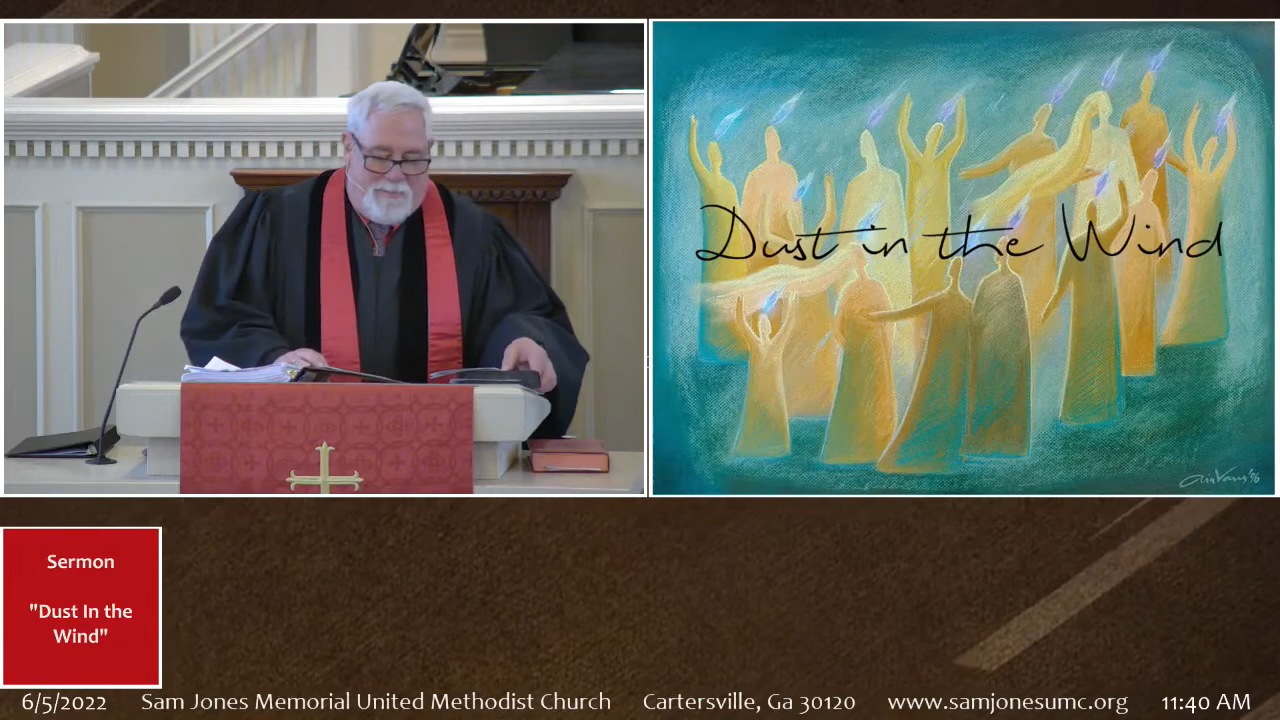 Dust in the Wind
Sermon
"Dust In the
Wind"
6/5/2022 Sam Jones Memorial United Methodist Church Cartersville, Ga 30120 www.samjonesumc.org 11:40 AM